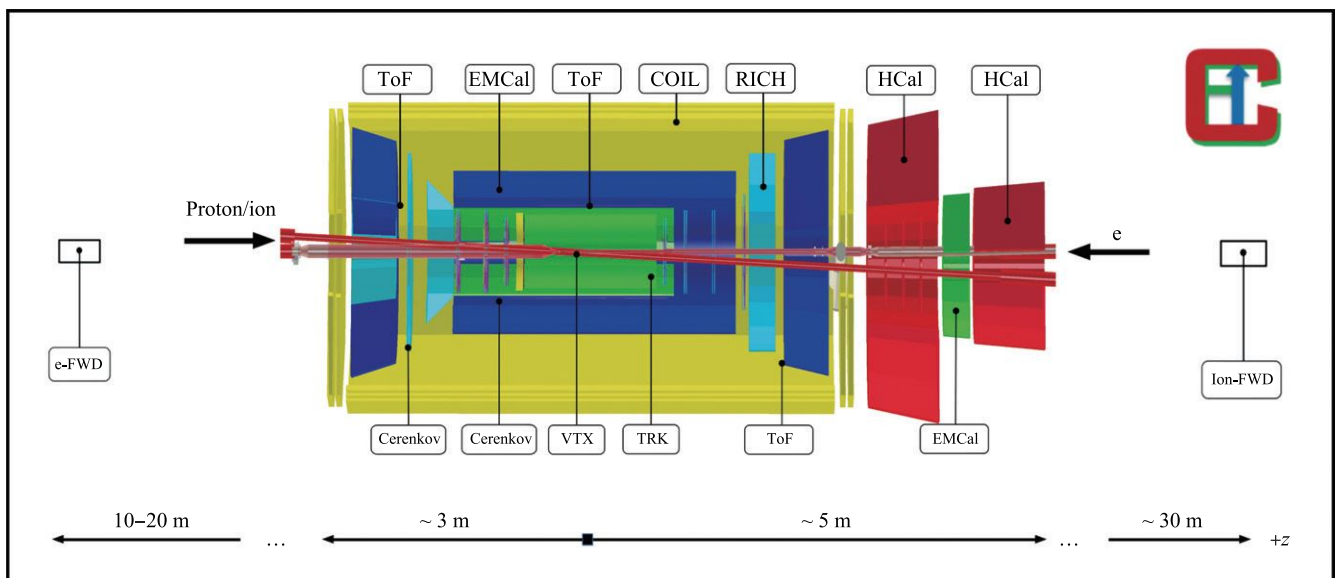 ToF
EMCal
ToF
COIL
RICH
HCal
HCal
Proton/ion
e
e-FWD
Ion-FWD
Cerenkov
Cerenkov
VTX
TRK
ToF
EMCal
10–20 m
~ 3 m
~ 5 m
~ 30 m
...
...
+z